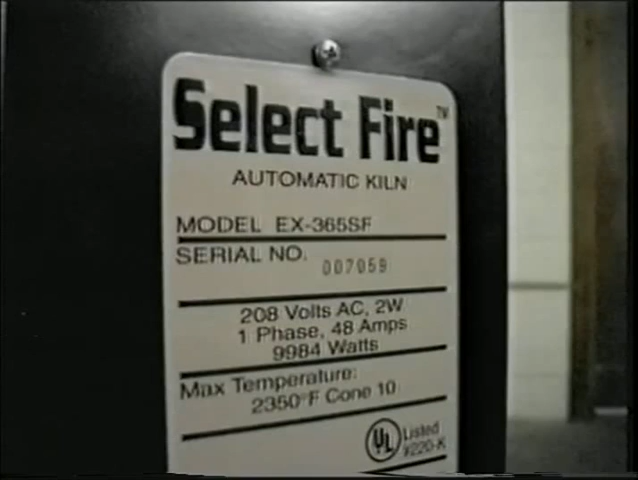 Select Fire™
AUTOMATIC KILN
MODEL EX-365SF
SERIAL NO. 007059
208 Volts AC, 2W
1 Phase, 48 Amps
9984 Watts
Max Temperature:
2350°F Cone 10
UL Listed